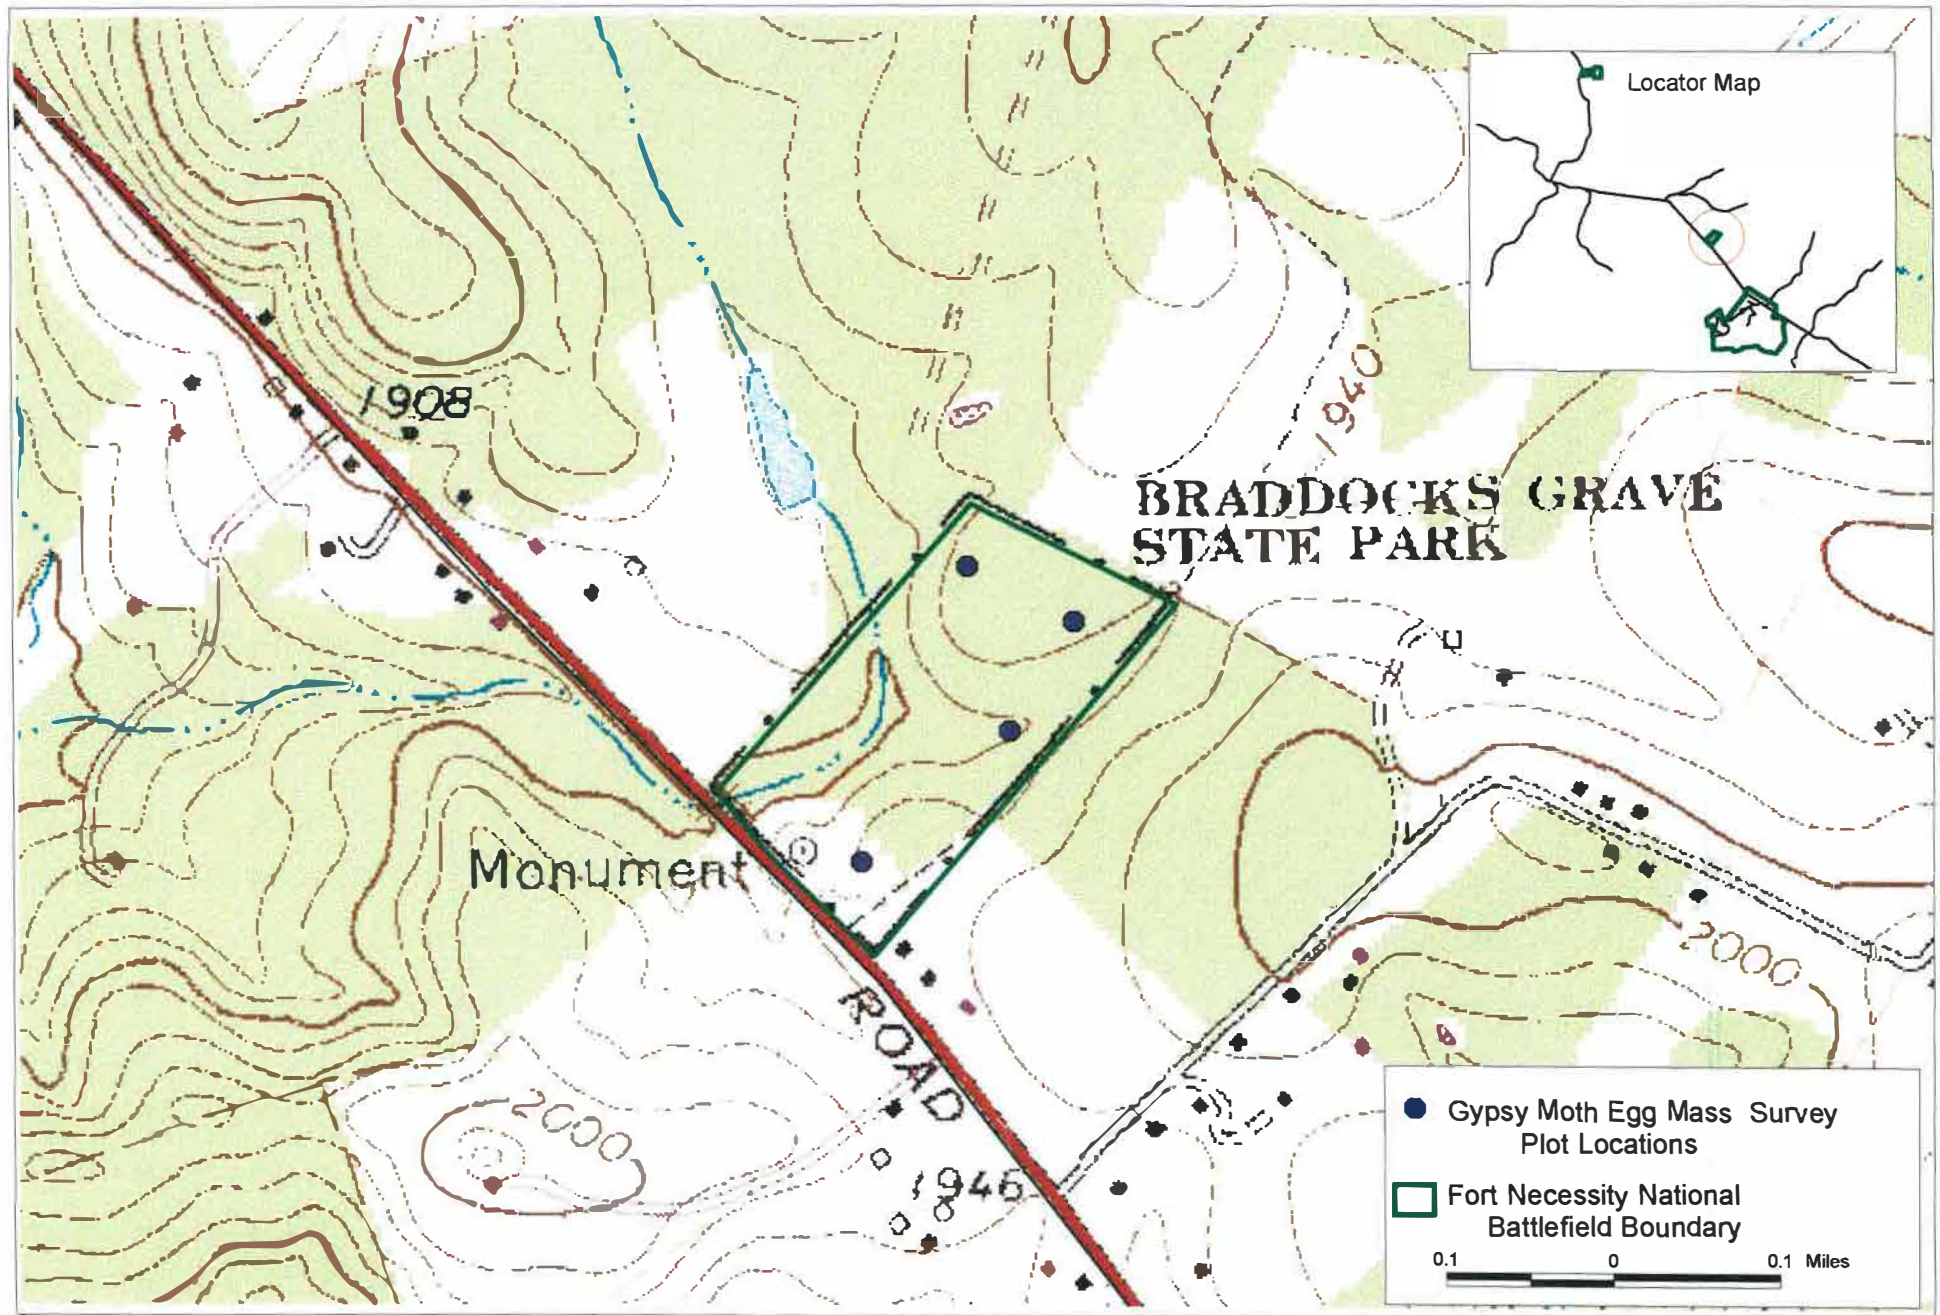 Locator Map
1908
1940
BRADDOCKS GRAVE
STATE PARK
Monument
ROAD
2000
2000
1946
Gypsy Moth Egg Mass Survey
Plot Locations
Fort Necessity National
Battlefield Boundary
0.1 0 0.1 Miles